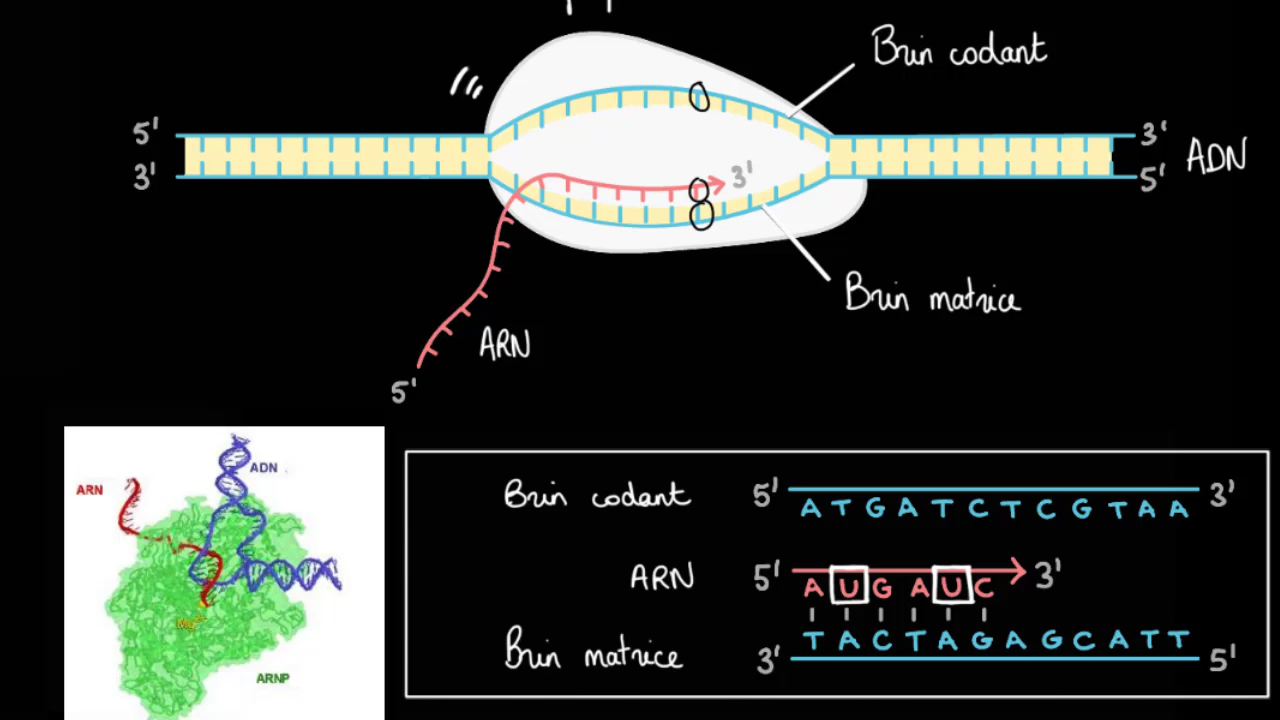 Brin codant
5' 3'
ADN
3' 5'
3'
Brin matrice
ARN
5'
ADN
ARN
ARNP
Brin codant 5' ATGATCTCGTAA 3'
ARN 5' AUGAUC 3'
Brin matrice 3' TACTAGAGCATT 5'